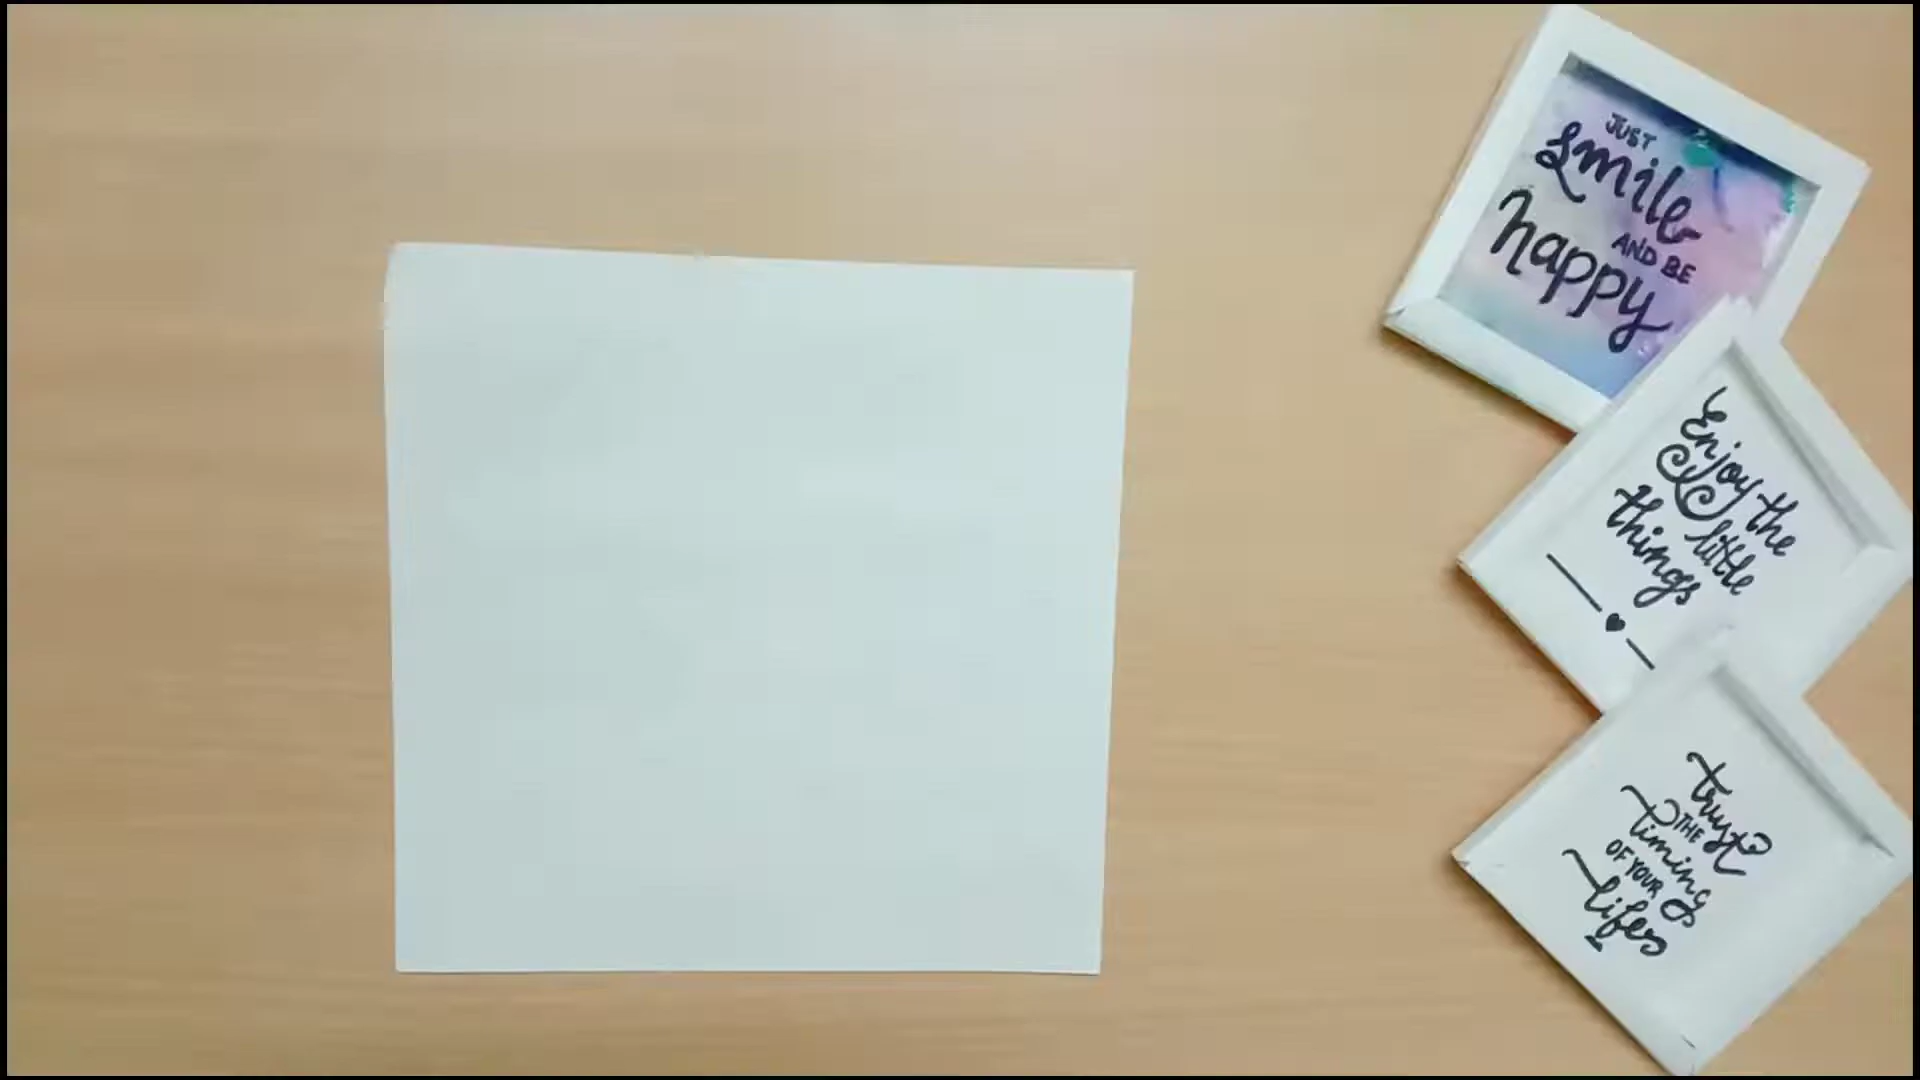 JUST
smile
AND BE
happy
Enjoy the
little
things
trust
THE
timing
OF YOUR
life